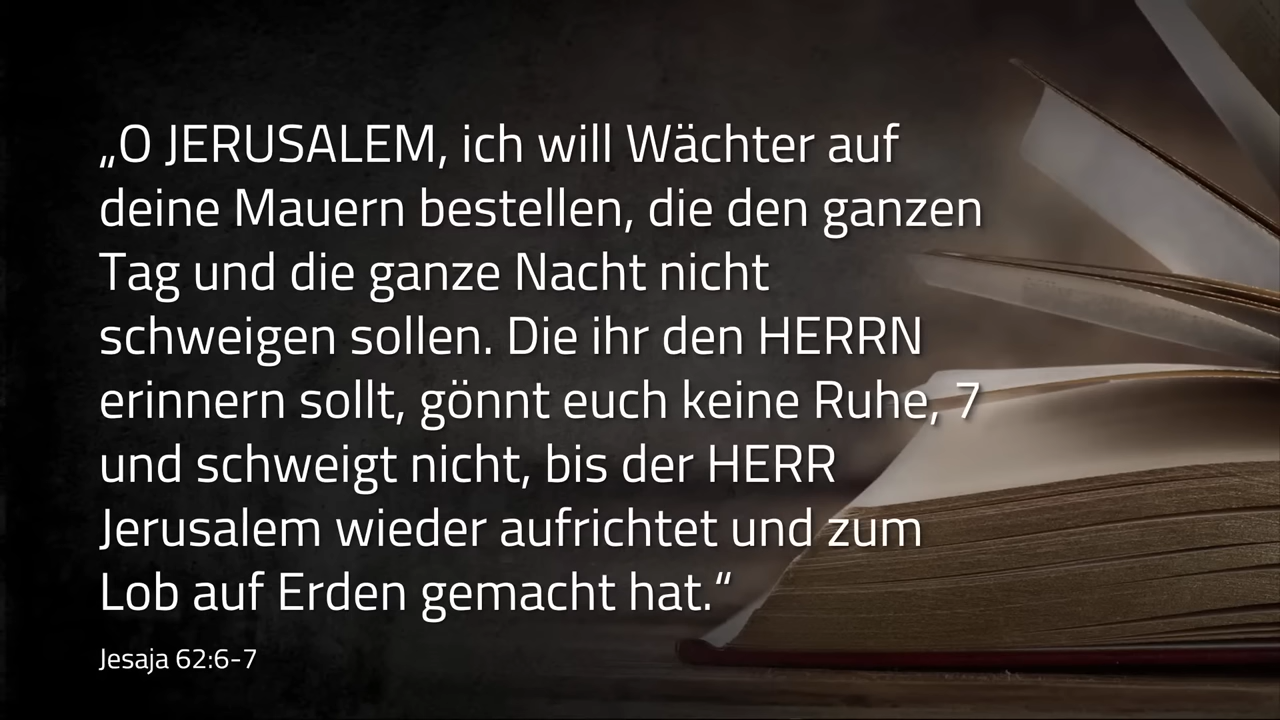 „O JERUSALEM, ich will Wächter auf
deine Mauern bestellen, die den ganzen
Tag und die ganze Nacht nicht
schweigen sollen. Die ihr den HERRN
erinnern sollt, gönnt euch keine Ruhe, 7
und schweigt nicht, bis der HERR
Jerusalem wieder aufrichtet und zum
Lob auf Erden gemacht hat.“
Jesaja 62:6-7